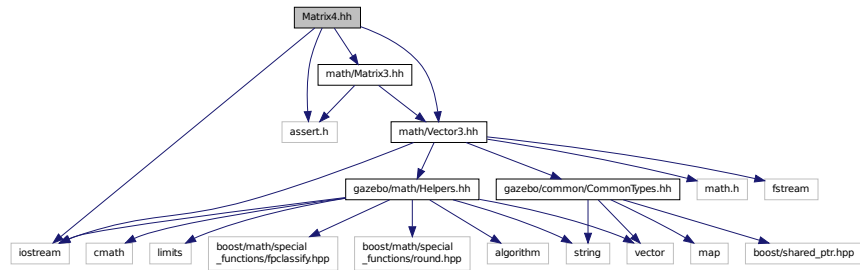 Matrix4.hh
math/Matrix3.hh
assert.h
math/Vector3.hh
gazebo/math/Helpers.hh
gazebo/common/CommonTypes.hh
math.h
fstream
iostream
cmath
limits
boost/math/special
_functions/fpclassify.hpp
boost/math/special
_functions/round.hpp
algorithm
string
vector
map
boost/shared_ptr.hpp